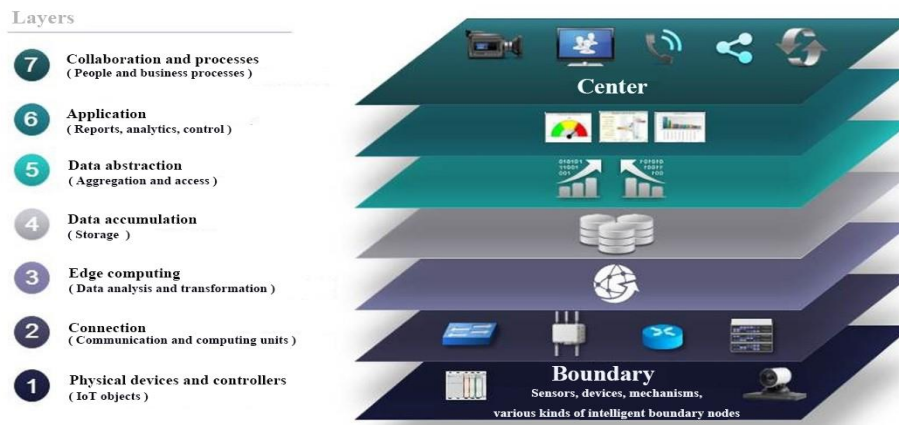 Layers
7
Collaboration and processes
( People and business processes )
6
Application
( Reports, analytics, control )
5
Data abstraction
( Aggregation and access )
4
Data accumulation
( Storage )
3
Edge computing
( Data analysis and transformation )
2
Connection
( Communication and computing units )
1
Physical devices and controllers
( IoT objects )
Center
Boundary
Sensors, devices, mechanisms,
various kinds of intelligent boundary nodes